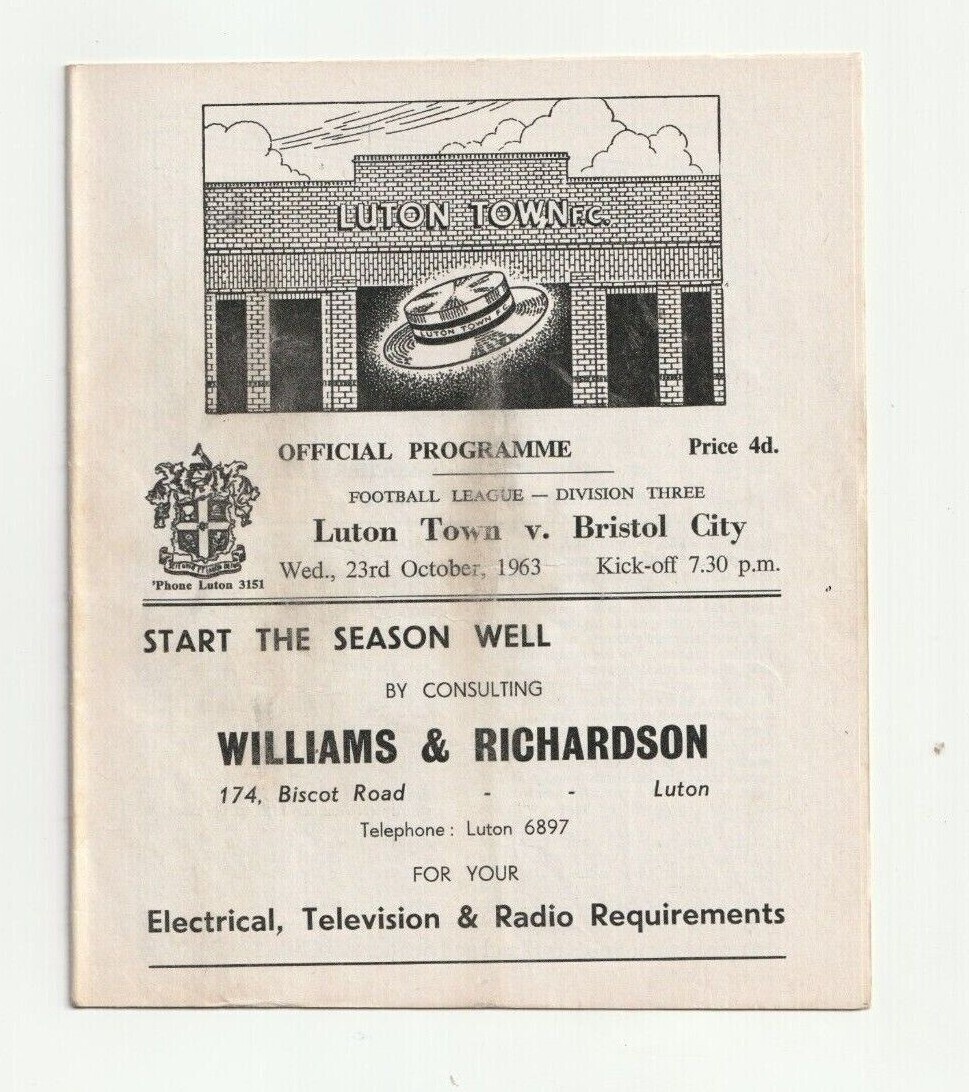 LUTON TOWN F.C.
LUTON TOWN F.C.
OFFICIAL PROGRAMME Price 4d.
FOOTBALL LEAGUE — DIVISION THREE
Luton Town v. Bristol City
Wed., 23rd October, 1963 Kick-off 7.30 p.m.
'Phone Luton 3151
START THE SEASON WELL
BY CONSULTING
WILLIAMS & RICHARDSON
174, Biscot Road - - Luton
Telephone: Luton 6897
FOR YOUR
Electrical, Television & Radio Requirements